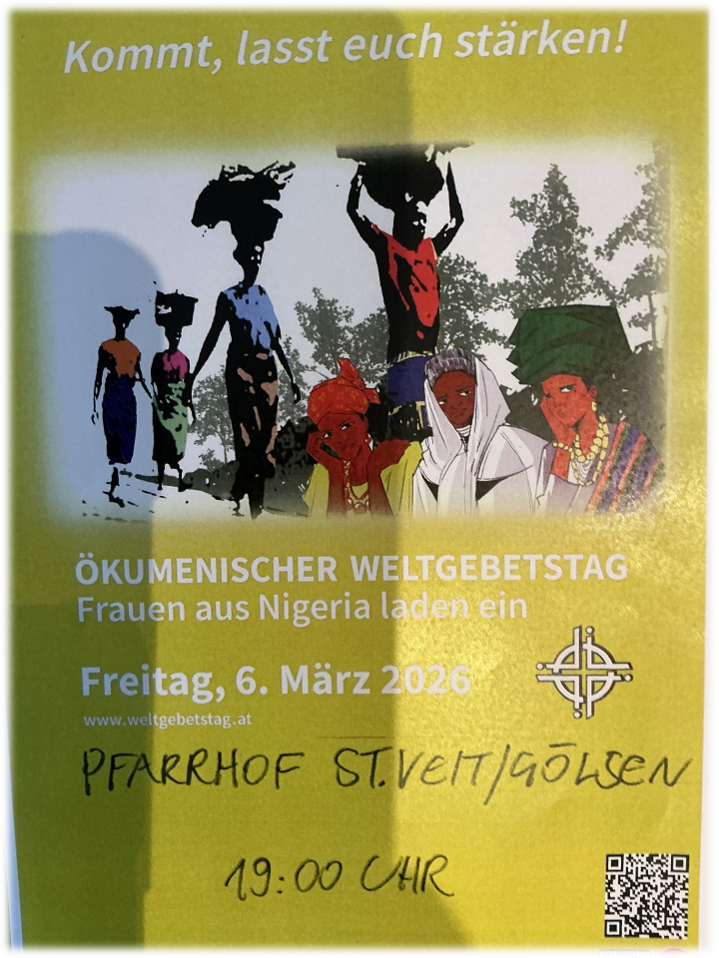 Kommt, lasst euch stärken!
ÖKUMENISCHER WELTGEBETSTAG
Frauen aus Nigeria laden ein
Freitag, 6. März 2026
www.weltgebetstag.at
PFARRHOF ST.VEIT/GÖLSEN
19:00 UHR